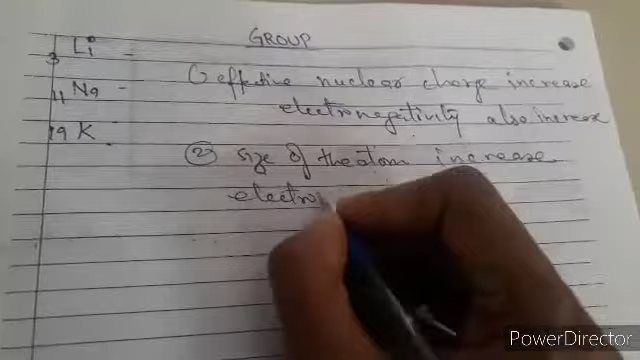 GROUP
3 Li -
① effective nuclear charge increase
11 Na -
electronegativity also increase
19 K -
② size of the atom increase
electro
PowerDirector